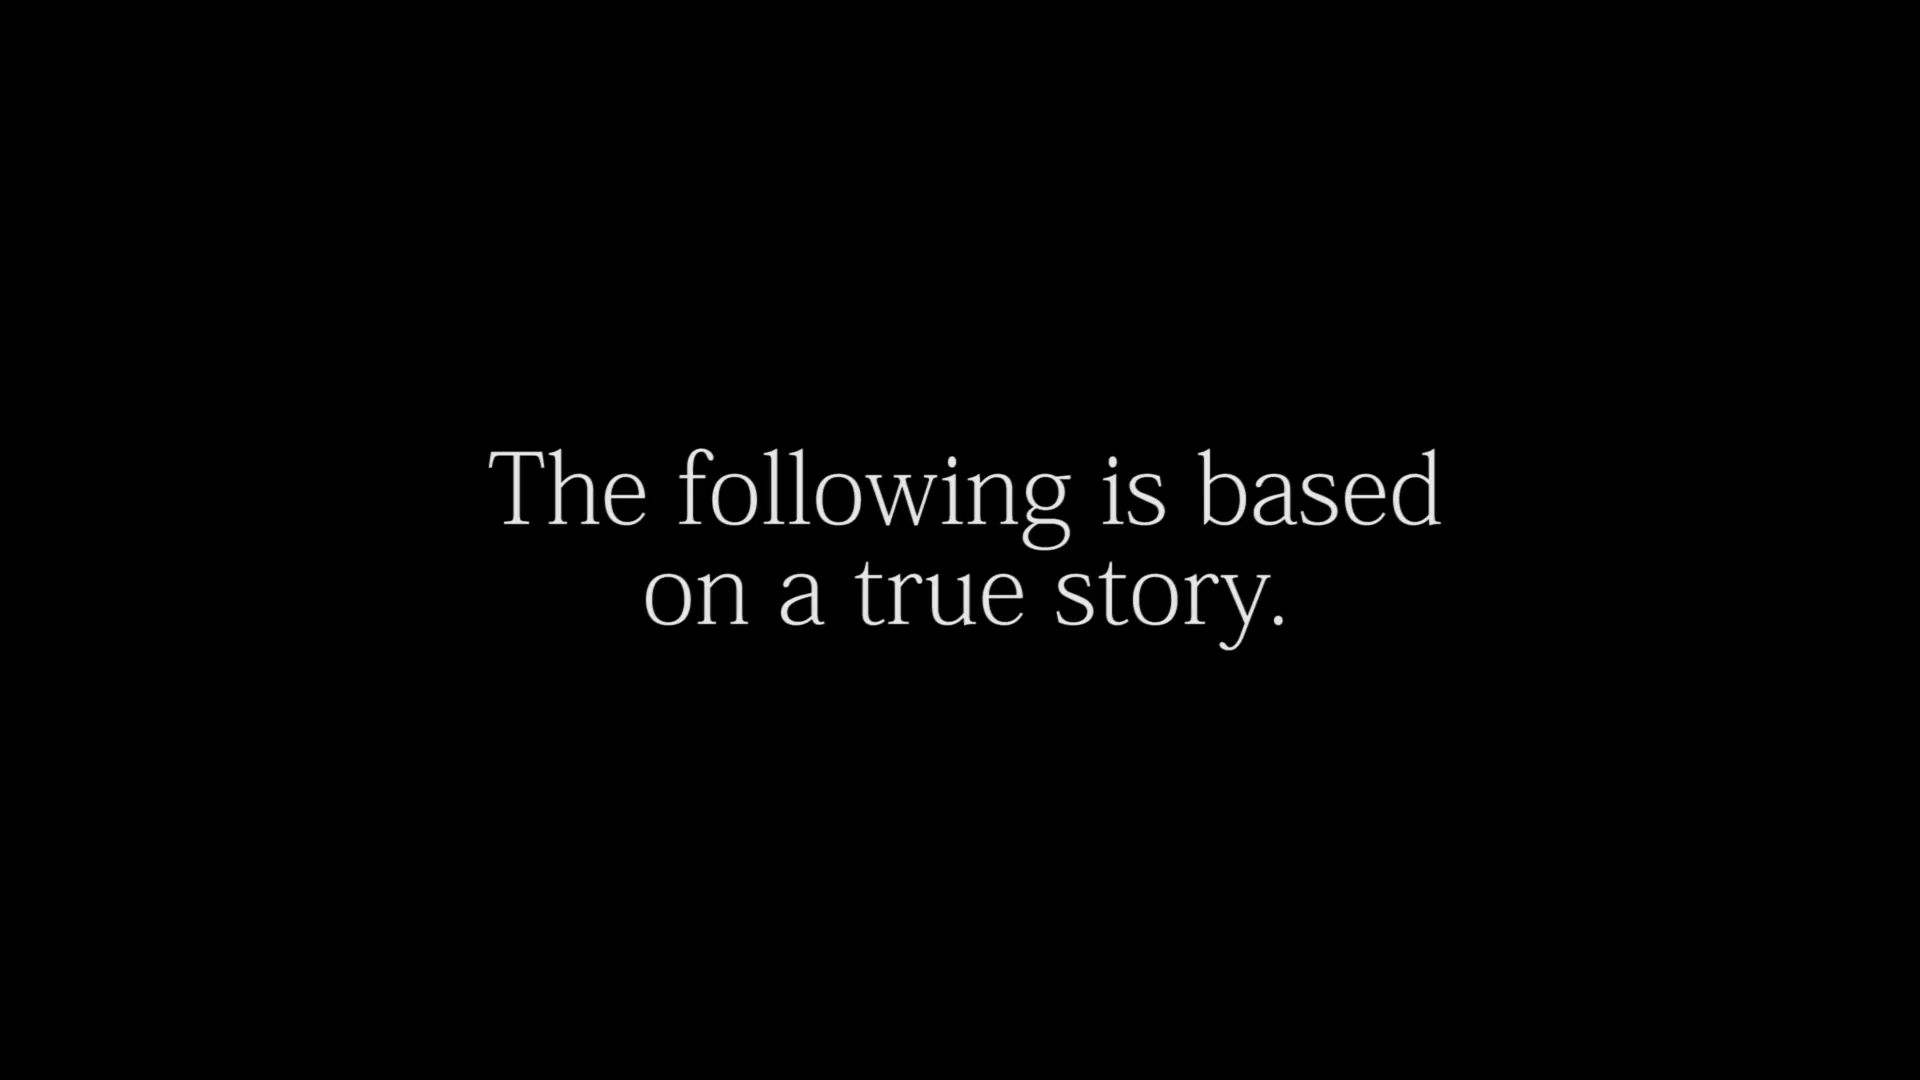 The following is based
on a true story.